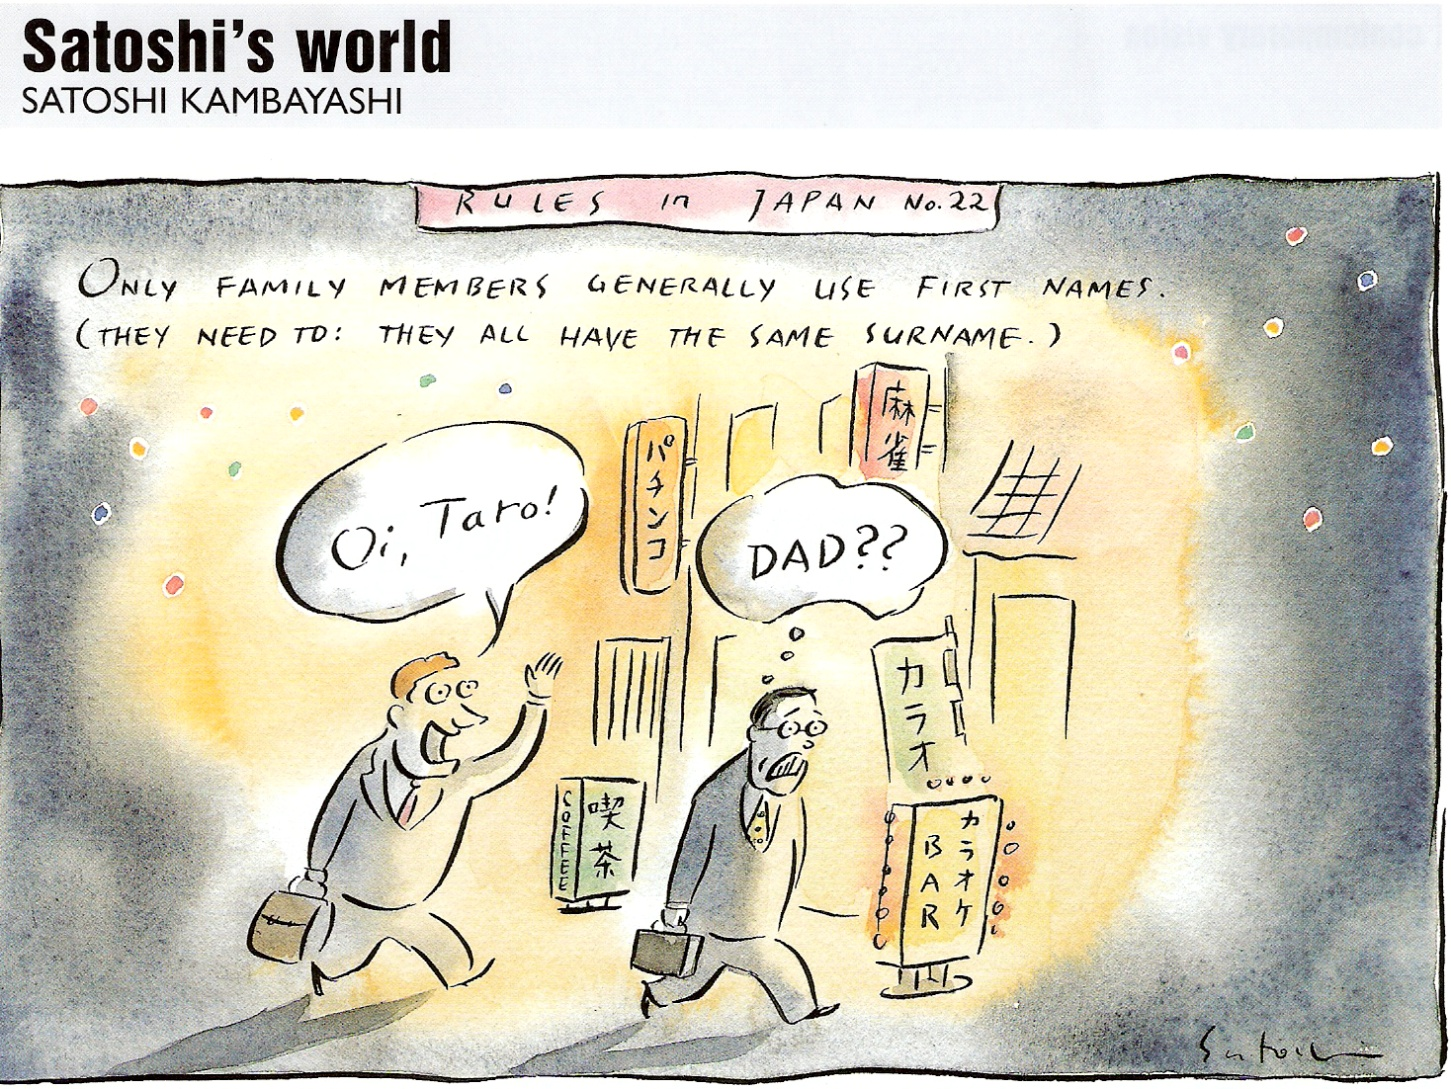 Satoshi's world
SATOSHI KAMBAYASHI
RULES in JAPAN No.22
ONLY FAMILY MEMBERS GENERALLY USE FIRST NAMES.
(THEY NEED TO: THEY ALL HAVE THE SAME SURNAME.)
麻雀
パチンコ
Oi, Taro!
DAD??
カラオ
COFFEE
喫茶
カラオケ
BAR
Satoshi